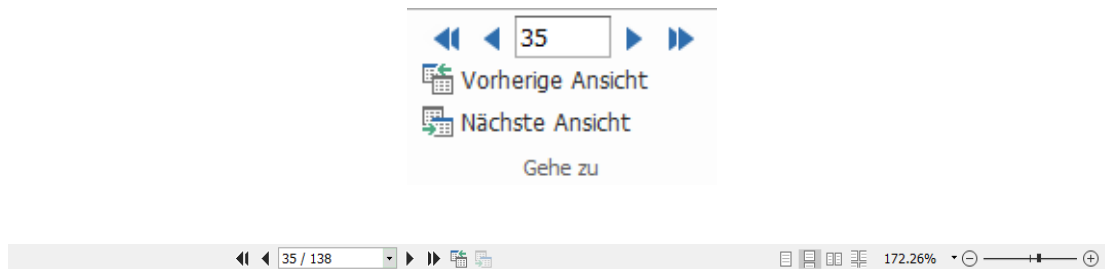 35
Vorherige Ansicht
Nächste Ansicht
Gehe zu
35 / 138 172.26%